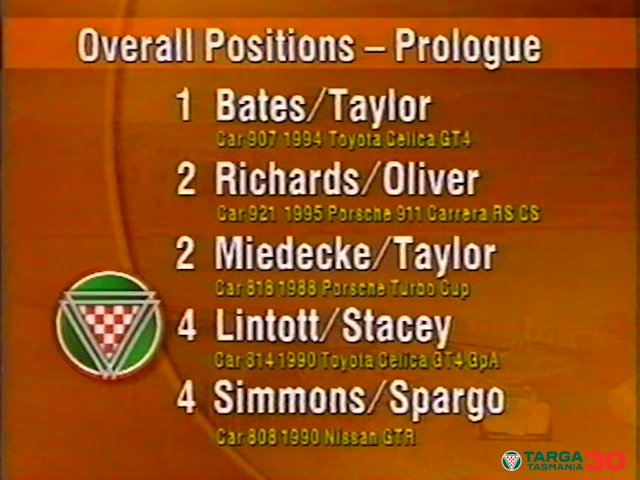 Overall Positions – Prologue
1 Bates/Taylor
Car 907 1994 Toyota Celica GT4
2 Richards/Oliver
Car 921 1995 Porsche 911 Carrera RS CS
2 Miedecke/Taylor
Car 818 1988 Porsche Turbo Cup
4 Lintott/Stacey
Car 814 1990 Toyota Celica GT4 GpA
4 Simmons/Spargo
Car 808 1990 Nissan GTR
TARGA
TASMANIA 30